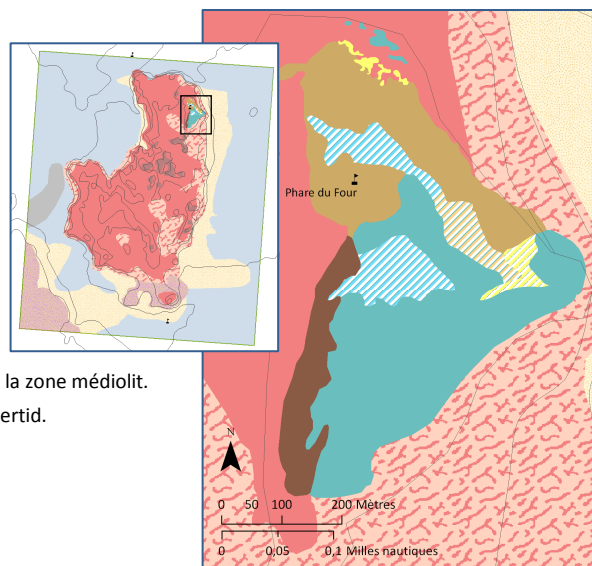 Phare du Four
la zone médiolit.
ertid.
N
0 50 100 200 Mètres
0 0,05 0,1 Milles nautiques